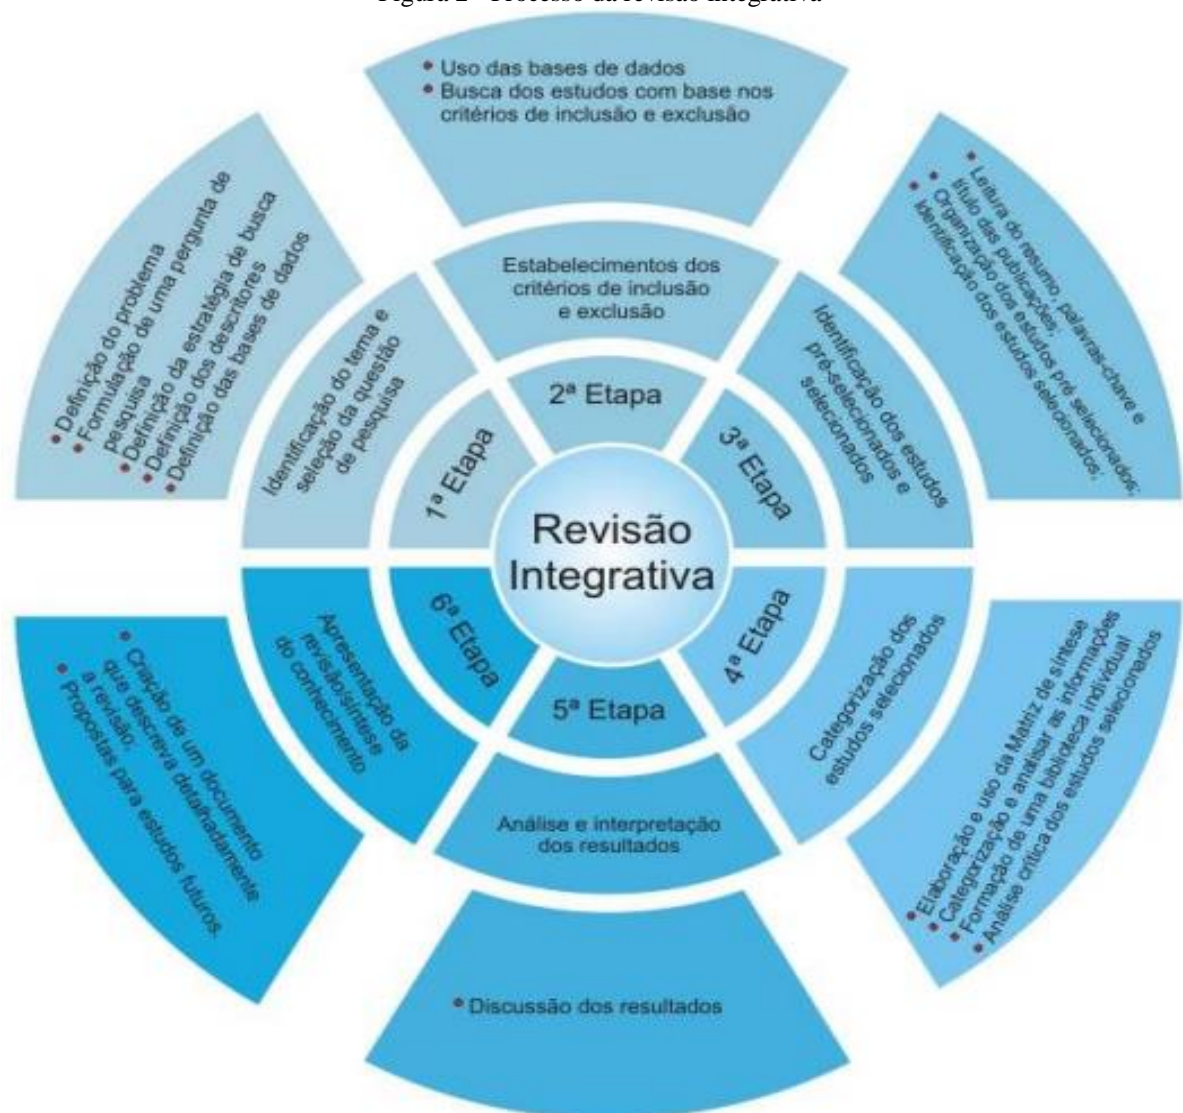 Figura 2 - Processo da revisão integrativa
Revisão
Integrativa
1ª Etapa
Identificação do tema e
seleção da questão
de pesquisa
• Definição do problema
• Formulação de uma pergunta de
pesquisa
• Definição da estratégia de busca
• Definição dos descritores
• Definição das bases de dados
2ª Etapa
Estabelecimentos dos
critérios de inclusão
e exclusão
• Uso das bases de dados
• Busca dos estudos com base nos
critérios de inclusão e exclusão
3ª Etapa
Identificação dos estudos
pré-selecionados e
selecionados
• Leitura do resumo, palavras-chave e
título das publicações;
• Organização dos estudos pré selecionados;
• Identificação dos estudos selecionados;
4ª Etapa
Categorização dos
estudos selecionados
• Elaboração e uso da Matriz de síntese
• Categorização e analisar as informações
• Formação de uma biblioteca individual
• Análise crítica dos estudos selecionados
5ª Etapa
Análise e interpretação
dos resultados
• Discussão dos resultados
6ª Etapa
Apresentação da
revisão/síntese
do conhecimento
• Criação de um documento
que descreva detalhadamente
a revisão;
• Propostas para estudos futuros.